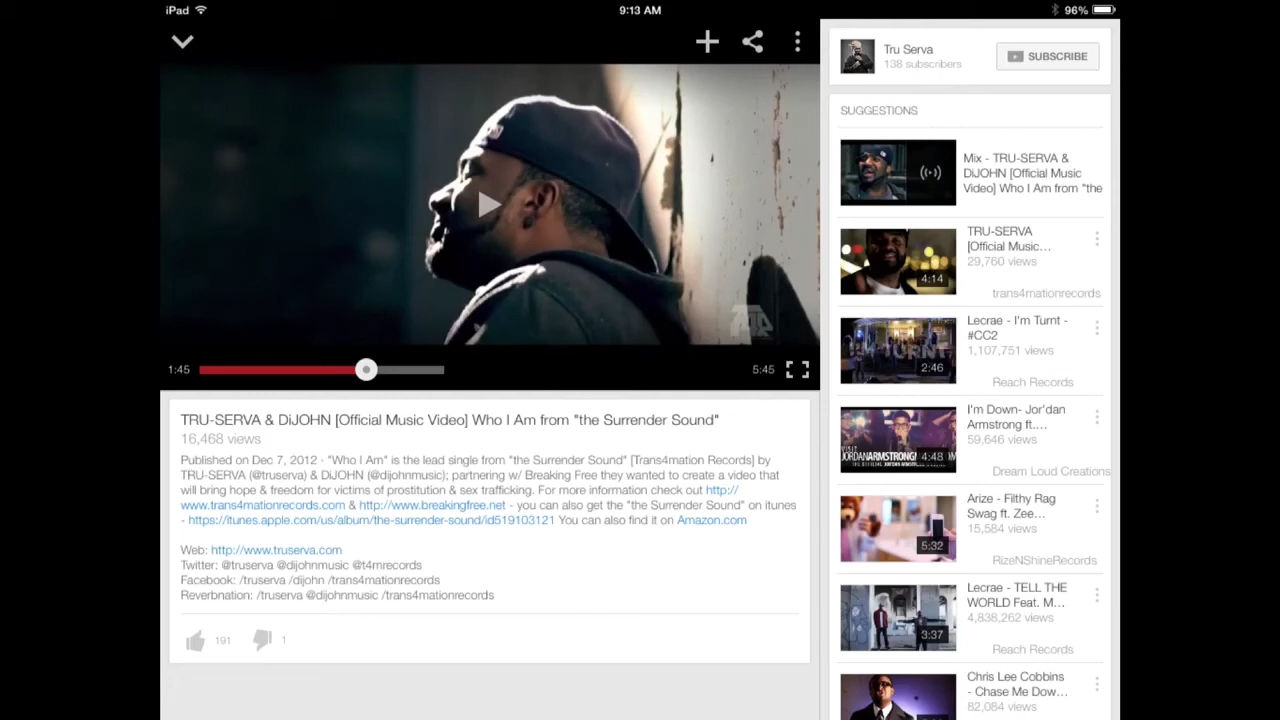 iPad
9:13 AM
96%
1:45
5:45
TRU-SERVA & DiJOHN [Official Music Video] Who I Am from "the Surrender Sound"
16,468 views
Published on Dec 7, 2012 · "Who I Am" is the lead single from "the Surrender Sound" [Trans4mation Records] by
TRU-SERVA (@truserva) & DiJOHN (@dijohnmusic); partnering w/ Breaking Free they wanted to create a video that
will bring hope & freedom for victims of prostitution & sex trafficking. For more information check out http://
www.trans4mationrecords.com & http://www.breakingfree.net - you can also get the "the Surrender Sound" on itunes
- https://itunes.apple.com/us/album/the-surrender-sound/id519103121 You can also find it on Amazon.com
Web: http://www.truserva.com
Twitter: @truserva @dijohnmusic @t4mrecords
Facebook: /truserva /dijohn /trans4mationrecords
Reverbnation: /truserva @dijohnmusic /trans4mationrecords
191
1
Tru Serva
138 subscribers
SUBSCRIBE
SUGGESTIONS
Mix - TRU-SERVA &
DiJOHN [Official Music
Video] Who I Am from "the
TRU-SERVA
[Official Music...
29,760 views
4:14
trans4mationrecords
Lecrae - I'm Turnt -
#CC2
1,107,751 views
2:46
Reach Records
I'm Down- Jor'dan
Armstrong ft....
59,646 views
VISIT
JORDANARMSTRONG!
4:48
Dream Loud Creations
Arize - Filthy Rag
Swag ft. Zee...
15,584 views
5:32
RizeNShineRecords
Lecrae - TELL THE
WORLD Feat. M...
4,838,262 views
3:37
Reach Records
Chris Lee Cobbins
- Chase Me Dow...
82,084 views